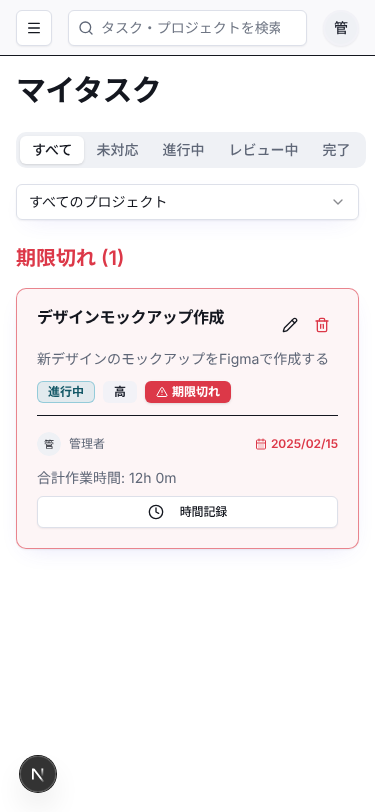 タスク・プロジェクトを検索
管
マイタスク
すべて 未対応 進行中 レビュー中 完了
すべてのプロジェクト
期限切れ (1)
デザインモックアップ作成
新デザインのモックアップをFigmaで作成する
進行中 高 期限切れ
管 管理者 2025/02/15
合計作業時間: 12h 0m
時間記録
N